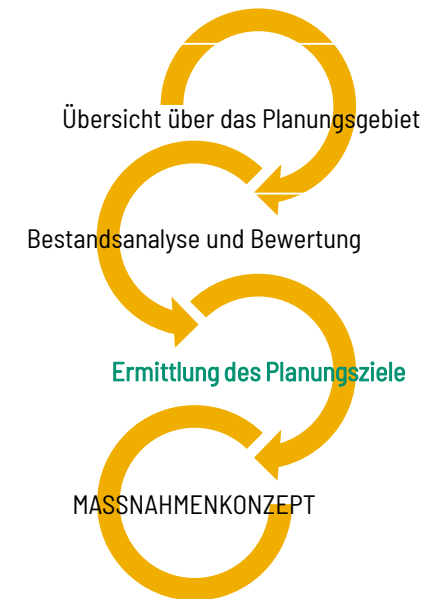 Übersicht über das Planungsgebiet
Bestandsanalyse und Bewertung
Ermittlung des Planungsziele
MASSNAHMENKONZEPT